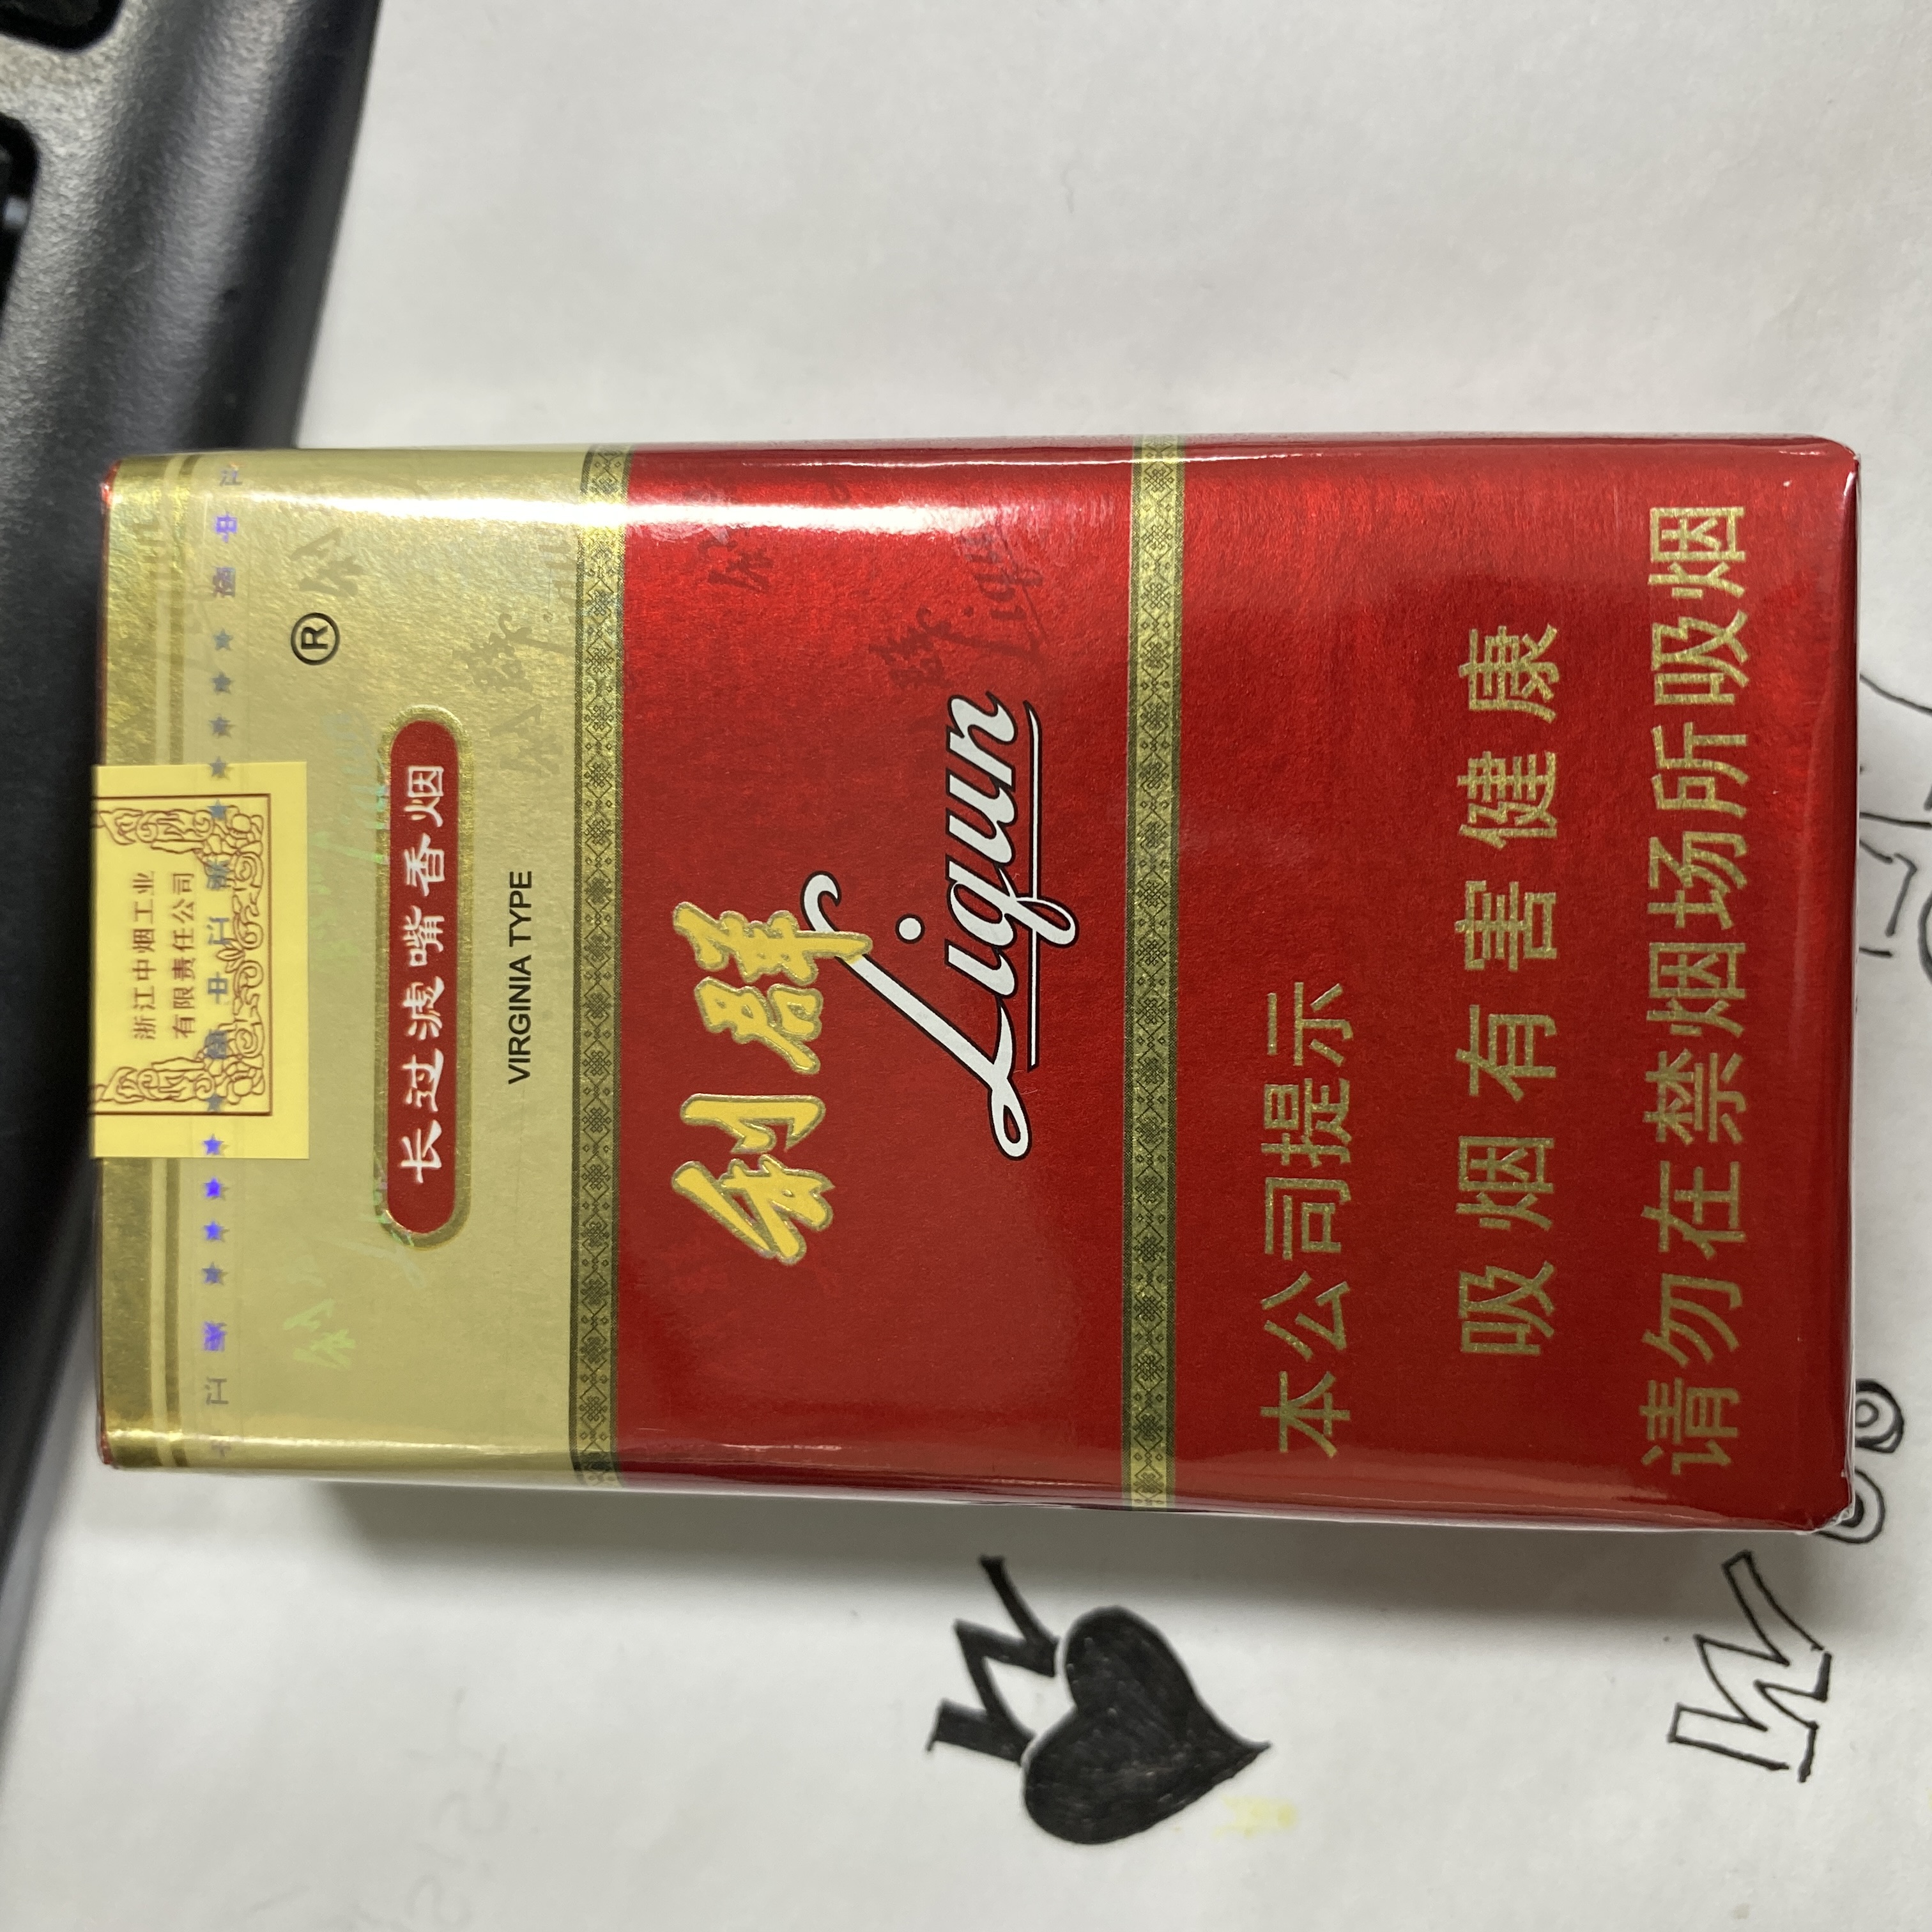 浙江中烟工业
有限责任公司
®
长过滤嘴香烟
VIRGINIA TYPE
利群
Liqun
本公司提示
吸烟有害健康
请勿在禁烟场所吸烟